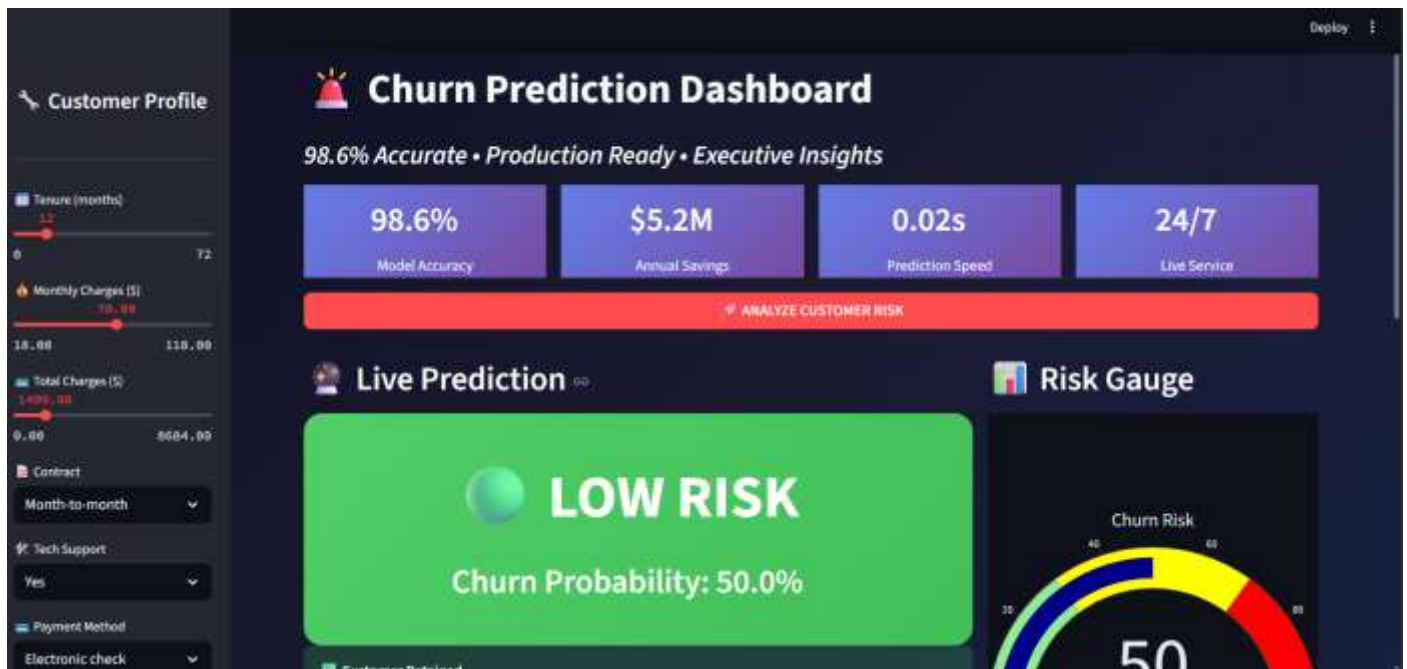 Deploy
Customer Profile
Tenure (months)
12
0 72
Monthly Charges ($)
70.00
18.00 118.00
Total Charges ($)
1400.00
0.00 8684.00
Contract
Month-to-month
Tech Support
Yes
Payment Method
Electronic check
Churn Prediction Dashboard
98.6% Accurate • Production Ready • Executive Insights
98.6%
Model Accuracy
$5.2M
Annual Savings
0.02s
Prediction Speed
24/7
Live Service
ANALYZE CUSTOMER RISK
Live Prediction
LOW RISK
Churn Probability: 50.0%
Customer Retained
Risk Gauge
Churn Risk
20
40
60
80
50